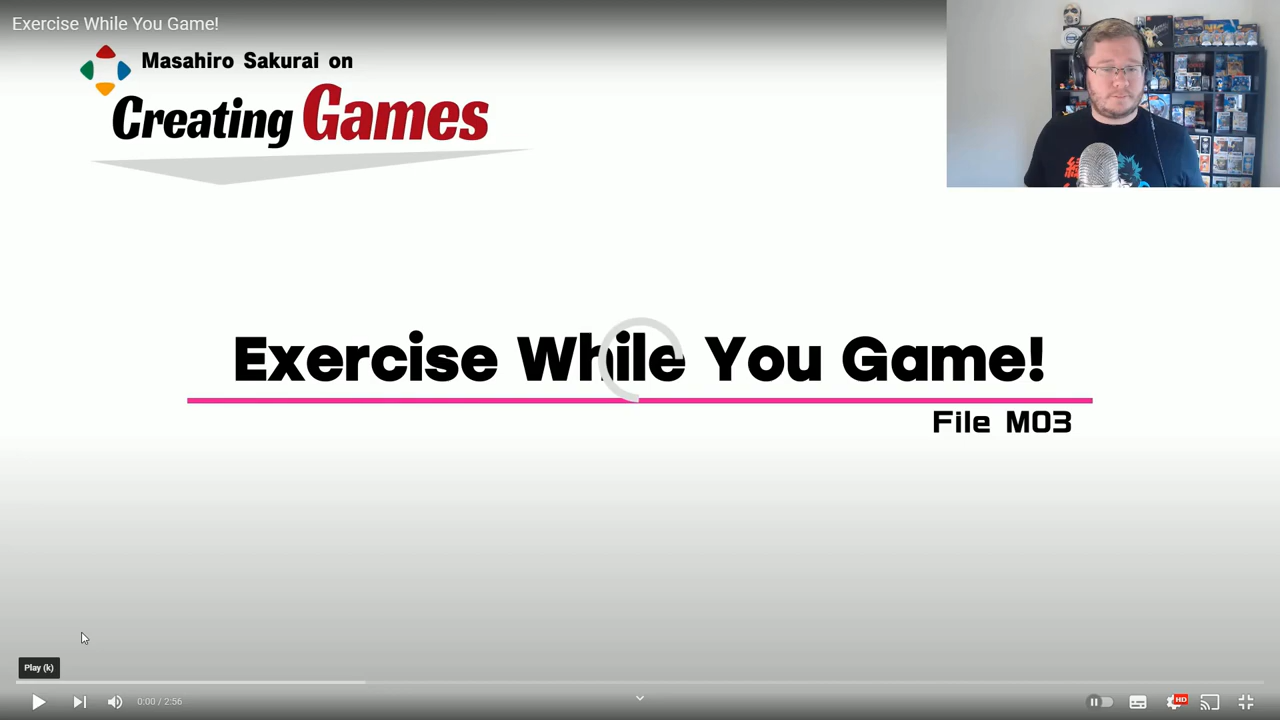 Exercise While You Game!
Masahiro Sakurai on
Creating Games
Exercise While You Game!
File M03
Play (k)
0:00 / 2:56
HD